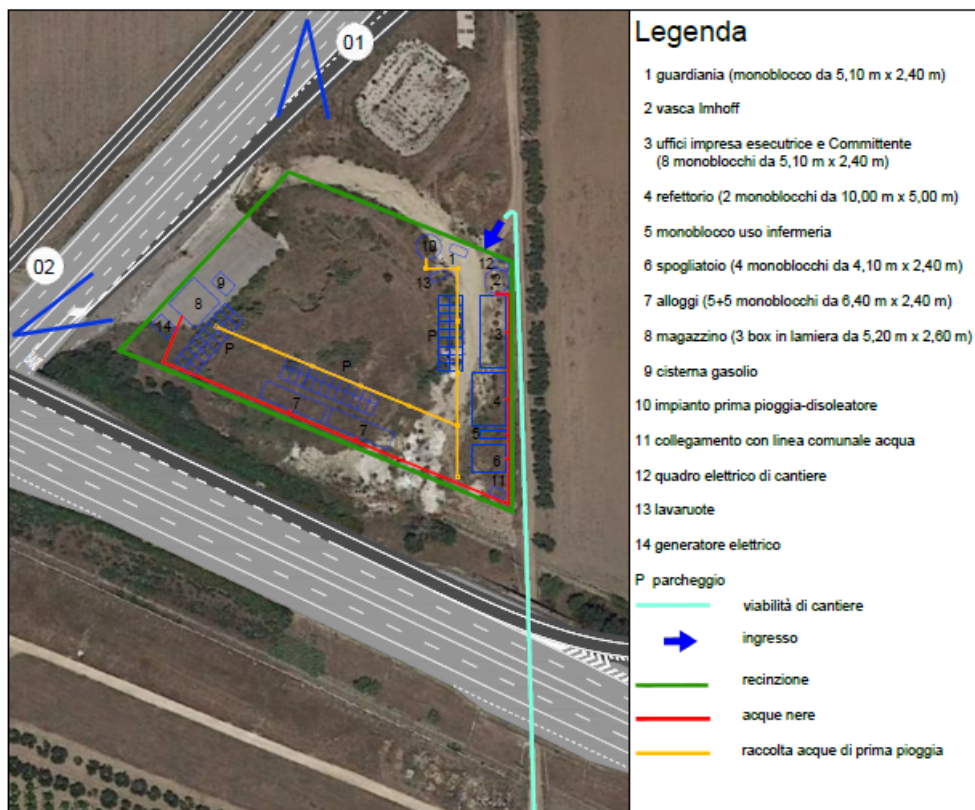 01
02
10
1
12
13
2
9
8
14
P
P
3
P
4
7
7
5
6
11
Legenda
1 guardiania (monoblocco da 5,10 m x 2,40 m)
2 vasca Imhoff
3 uffici impresa esecutrice e Committente
(8 monoblocchi da 5,10 m x 2,40 m)
4 refettorio (2 monoblocchi da 10,00 m x 5,00 m)
5 monoblocco uso infermeria
6 spogliatoio (4 monoblocchi da 4,10 m x 2,40 m)
7 alloggi (5+5 monoblocchi da 6,40 m x 2,40 m)
8 magazzino (3 box in lamiera da 5,20 m x 2,60 m)
9 cisterna gasolio
10 impianto prima pioggia-disoleatore
11 collegamento con linea comunale acqua
12 quadro elettrico di cantiere
13 lavaruote
14 generatore elettrico
P parcheggio
viabilità di cantiere
ingresso
recinzione
acque nere
raccolta acque di prima pioggia